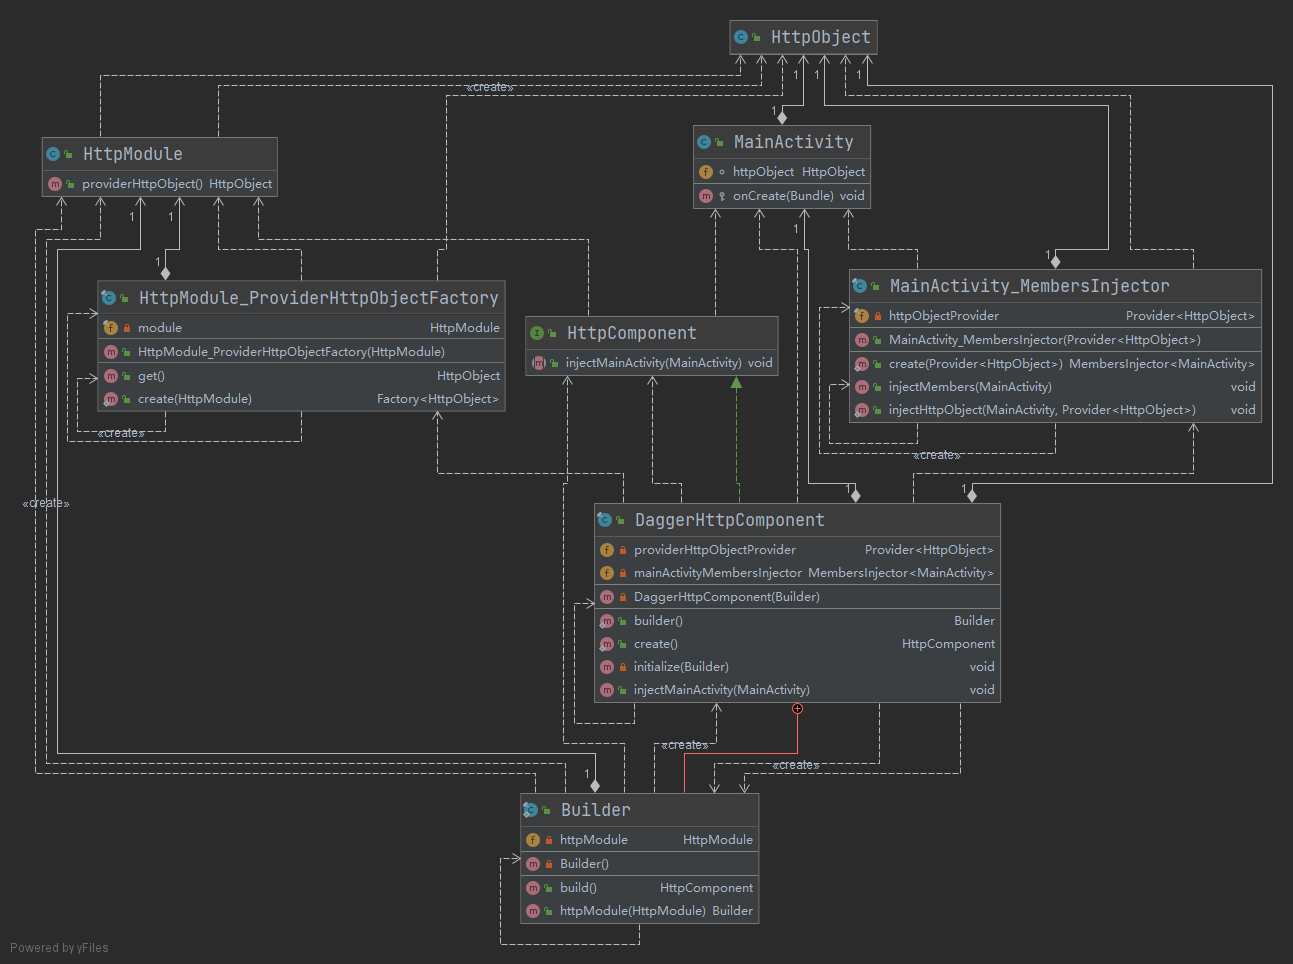 HttpObject
1
1
1
«create»
1
MainActivity
httpObject HttpObject
onCreate(Bundle) void
HttpModule
providerHttpObject() HttpObject
1
1
1
1
1
HttpModule_ProviderHttpObjectFactory
module HttpModule
HttpModule_ProviderHttpObjectFactory(HttpModule)
get() HttpObject
create(HttpModule) Factory<HttpObject>
«create»
HttpComponent
injectMainActivity(MainActivity) void
MainActivity_MembersInjector
httpObjectProvider Provider<HttpObject>
MainActivity_MembersInjector(Provider<HttpObject>)
create(Provider<HttpObject>) MembersInjector<MainActivity>
injectMembers(MainActivity) void
injectHttpObject(MainActivity, Provider<HttpObject>) void
«create»
1
1
«create»
DaggerHttpComponent
providerHttpObjectProvider Provider<HttpObject>
mainActivityMembersInjector MembersInjector<MainActivity>
DaggerHttpComponent(Builder)
builder() Builder
create() HttpComponent
initialize(Builder) void
injectMainActivity(MainActivity) void
«create»
«create»
1
Builder
httpModule HttpModule
Builder()
build() HttpComponent
httpModule(HttpModule) Builder
Powered by yFiles